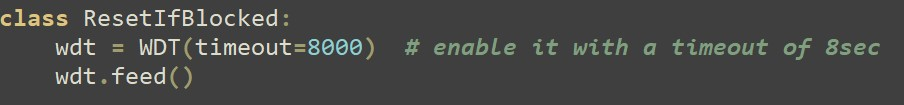 class ResetIfBlocked:
    wdt = WDT(timeout=8000)  # enable it with a timeout of 8sec
    wdt.feed()